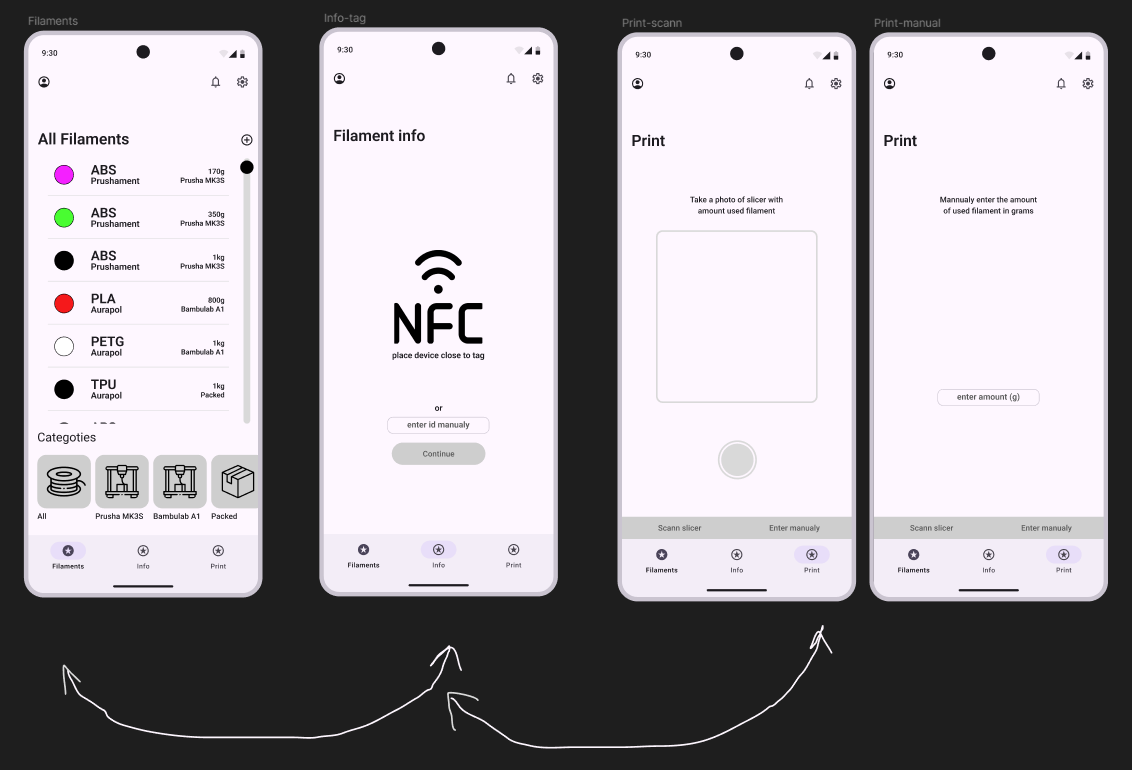 Filaments
9:30
All Filaments
ABS
Prushament
170g
Prusha MK3S
ABS
Prushament
350g
Prusha MK3S
ABS
Prushament
1kg
Prusha MK3S
PLA
Aurapol
800g
Bambulab A1
PETG
Aurapol
1kg
Bambulab A1
TPU
Aurapol
1kg
Packed
Categoties
All
Prusha MK3S
Bambulab A1
Packed
Filaments
Info
Print
Info-tag
9:30
Filament info
NFC
place device close to tag
or
enter id manualy
Continue
Filaments
Info
Print
Print-scann
9:30
Print
Take a photo of slicer with
amount used filament
Scann slicer
Enter manualy
Filaments
Info
Print
Print-manual
9:30
Print
Mannualy enter the amount
of used filament in grams
enter amount (g)
Scann slicer
Enter manualy
Filaments
Info
Print